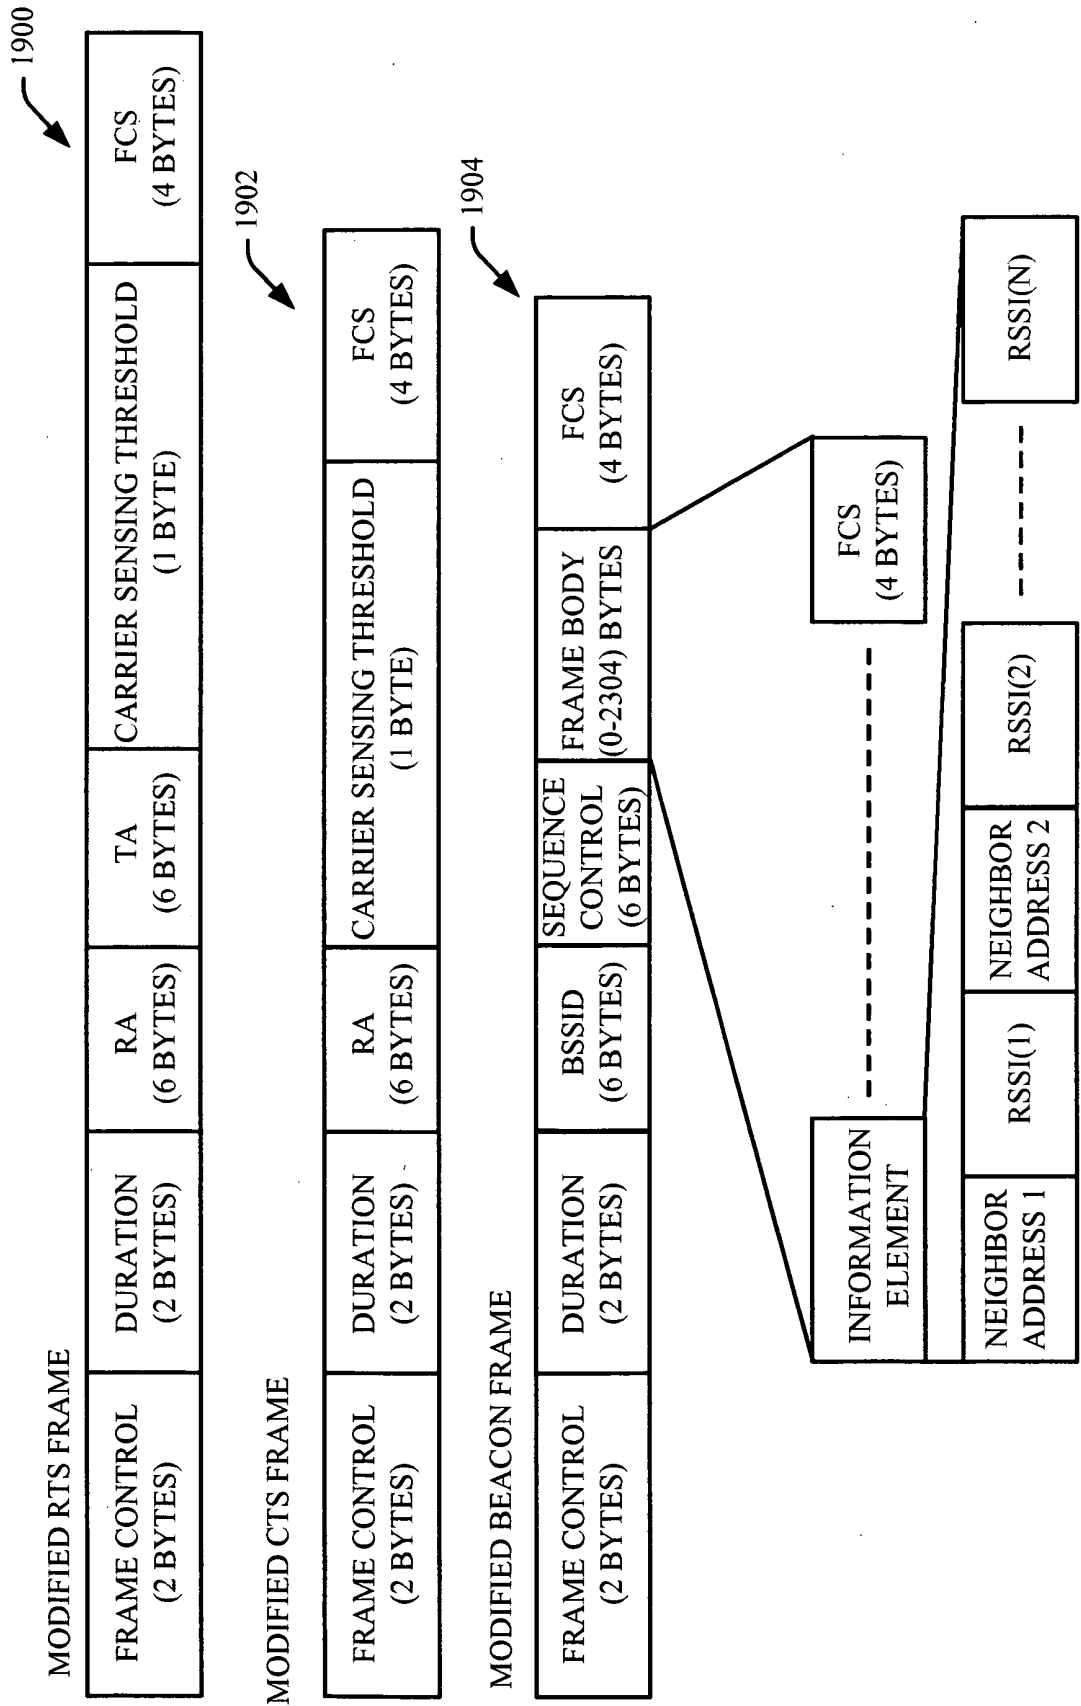 MODIFIED RTS FRAME
1900
FRAME CONTROL
(2 BYTES)
DURATION
(2 BYTES)
RA
(6 BYTES)
TA
(6 BYTES)
CARRIER SENSING THRESHOLD
(1 BYTE)
FCS
(4 BYTES)
MODIFIED CTS FRAME
1902
FRAME CONTROL
(2 BYTES)
DURATION
(2 BYTES)
RA
(6 BYTES)
CARRIER SENSING THRESHOLD
(1 BYTE)
FCS
(4 BYTES)
MODIFIED BEACON FRAME
1904
FRAME CONTROL
(2 BYTES)
DURATION
(2 BYTES)
BSSID
(6 BYTES)
SEQUENCE
CONTROL
(6 BYTES)
FRAME BODY
(0-2304) BYTES
FCS
(4 BYTES)
INFORMATION
ELEMENT
FCS
(4 BYTES)
NEIGHBOR
ADDRESS 1
RSSI(1)
NEIGHBOR
ADDRESS 2
RSSI(2)
RSSI(N)